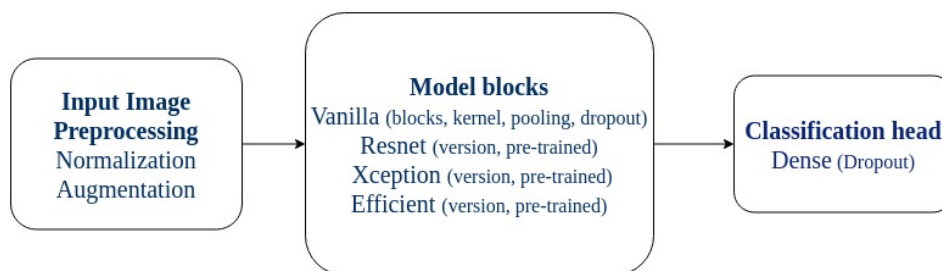 Input Image
Preprocessing
Normalization
Augmentation
Model blocks
Vanilla (blocks, kernel, pooling, dropout)
Resnet (version, pre-trained)
Xception (version, pre-trained)
Efficient (version, pre-trained)
Classification head
Dense (Dropout)